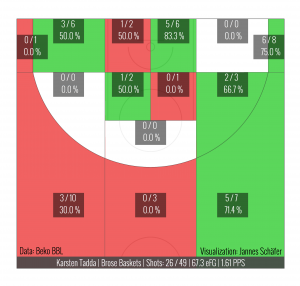 3/6 1/2 5/6 0/0
50.0 % 50.0 % 83.3 % 0.0 %
0/1 6/8
0.0 % 75.0 %
0/0 1/2 0/1 2/3
0.0 % 50.0 % 0.0 % 66.7 %
0/0
0.0 %
3/10 0/3 5/7
30.0 % 0.0 % 71.4 %
Data: Beko BBL Visualization: Jannes Schäfer
Karsten Tadda | Brose Baskets | Shots: 26 / 49 | 67.3 eFG | 1.61 PPS